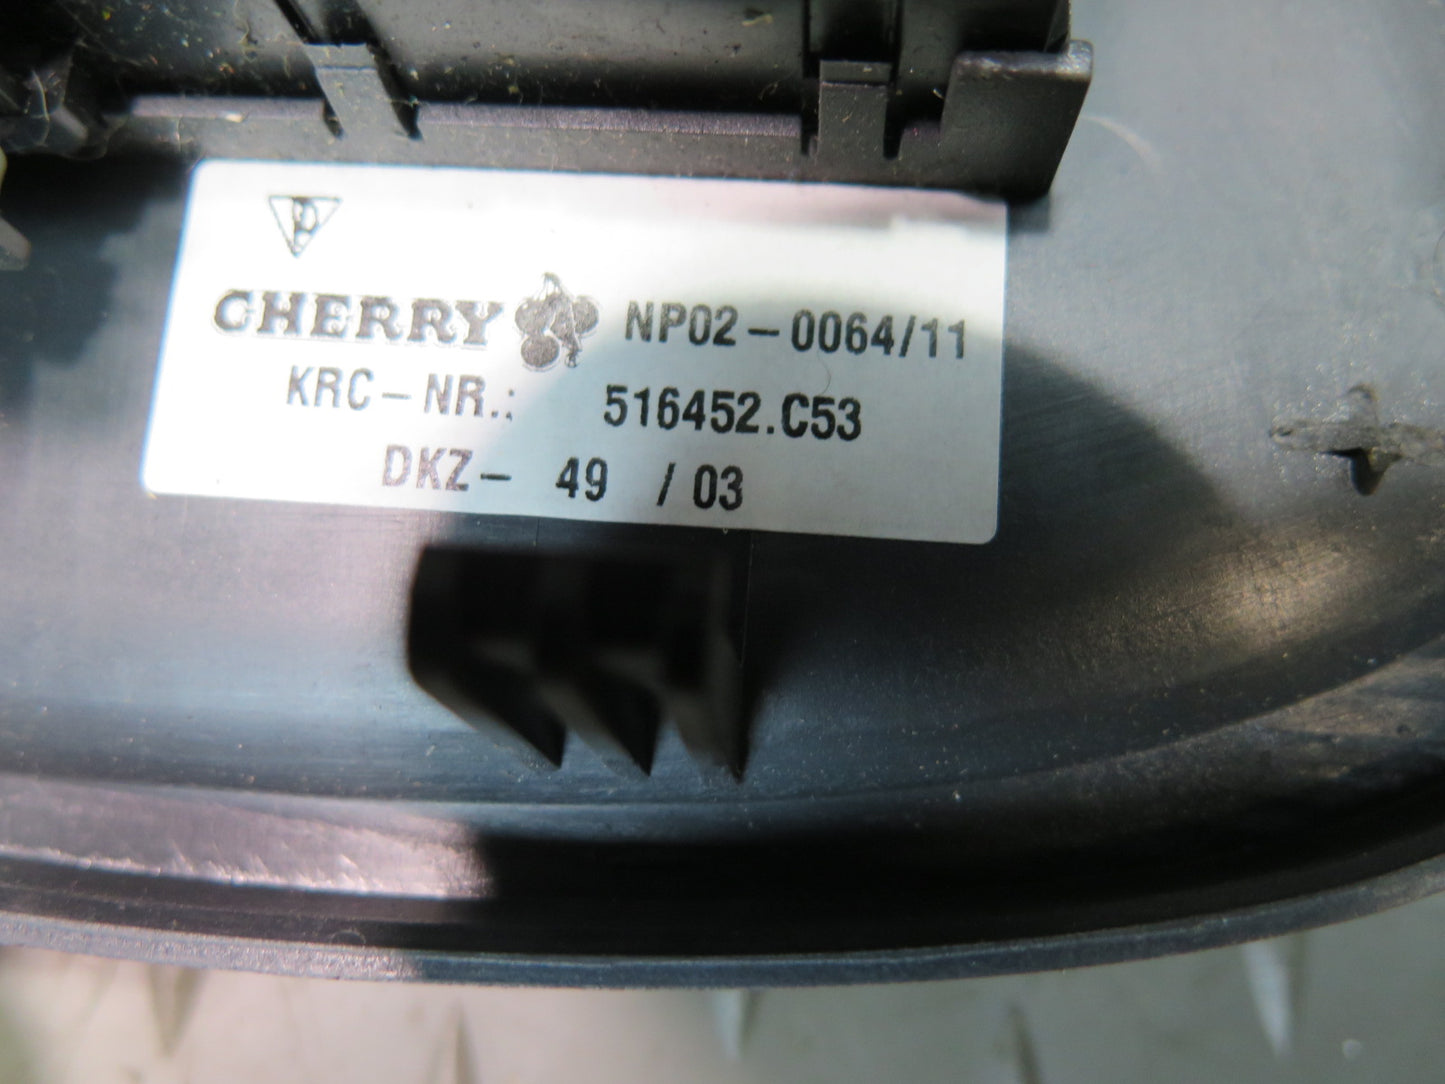 P
CHERRY NP02-0064/11
KRC-NR.: 516452.C53
DKZ- 49 /03